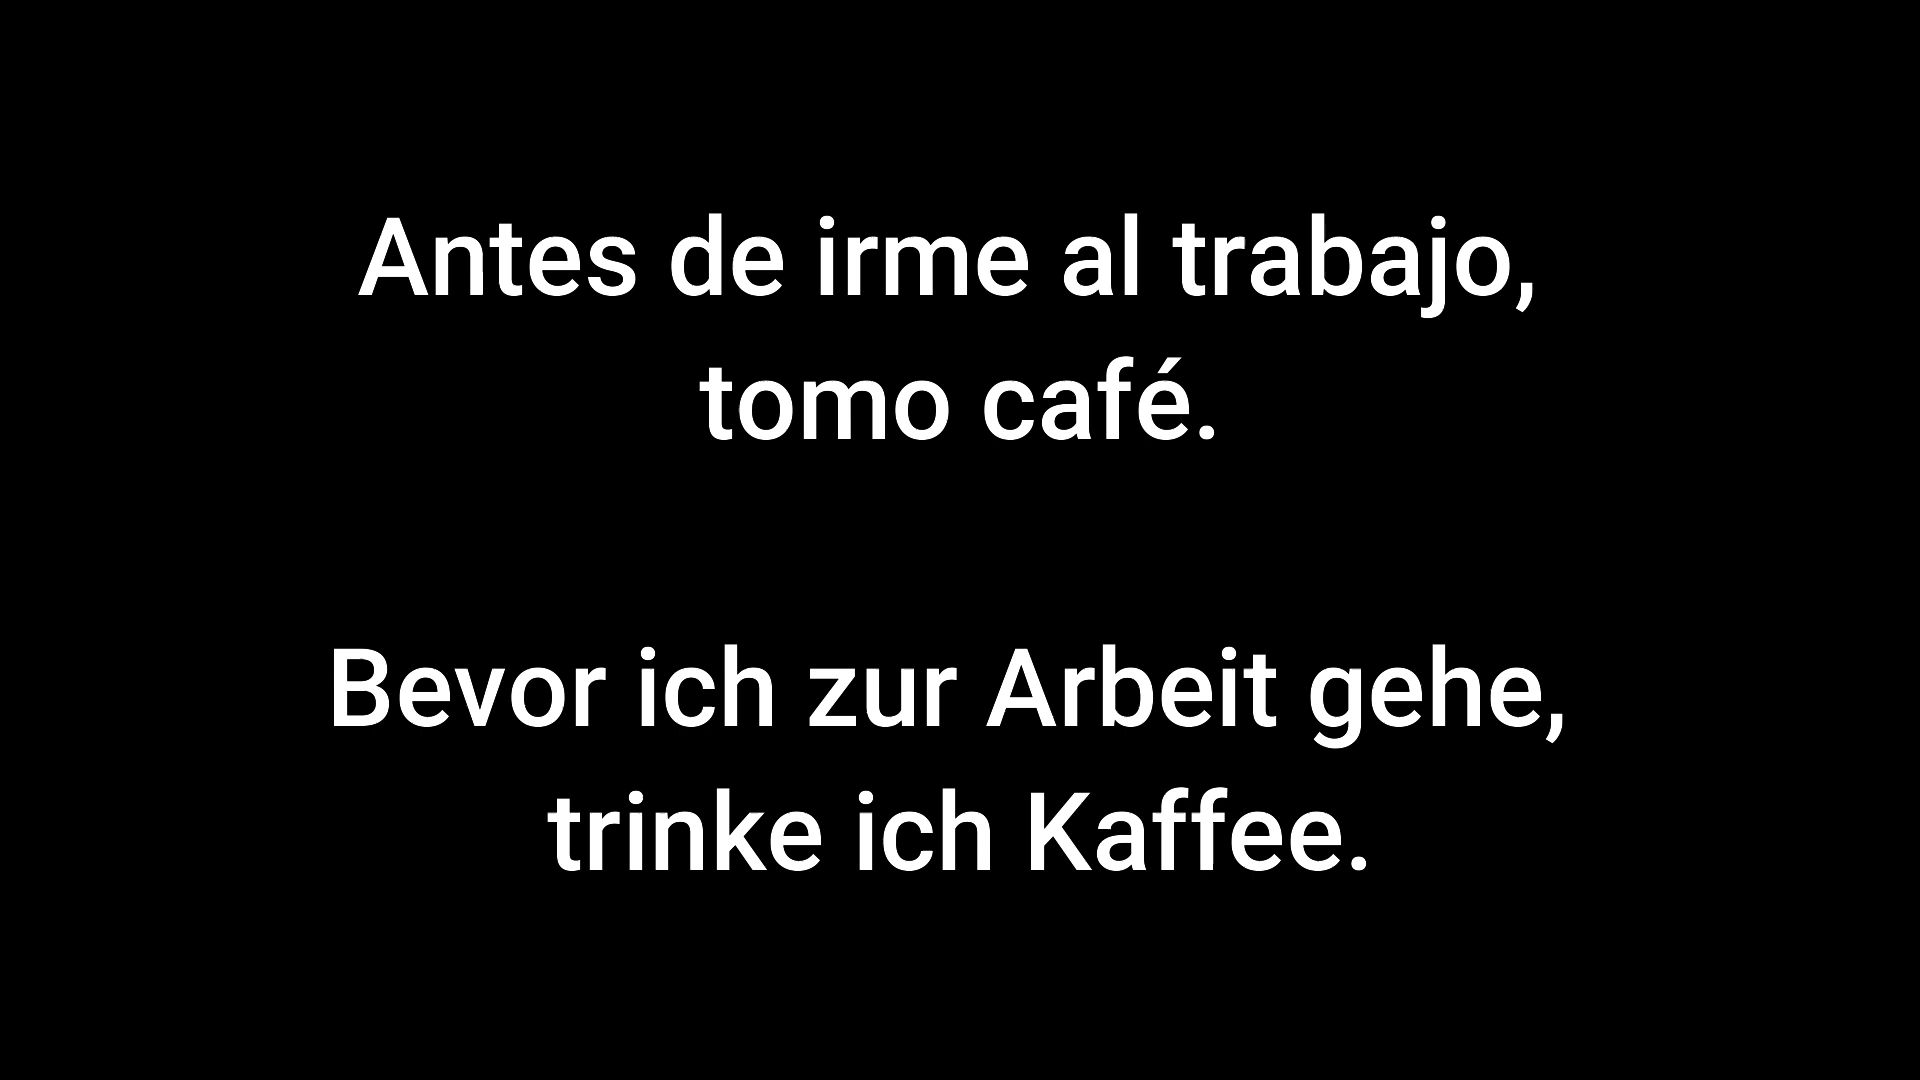 Antes de irme al trabajo,
tomo café.
Bevor ich zur Arbeit gehe,
trinke ich Kaffee.